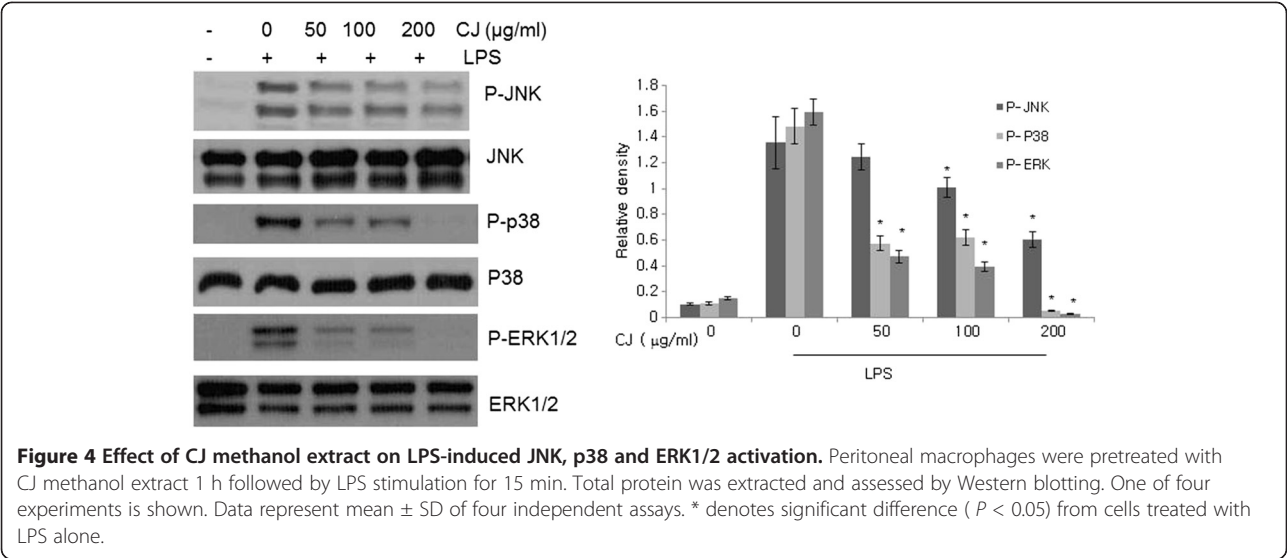 - 0 50 100 200 CJ (µg/ml)
- + + + + LPS
P-JNK
JNK
P-p38
P38
P-ERK1/2
ERK1/2
1.8
1.6
1.4
1.2
1
0.8
0.6
0.4
0.2
0
Relative density
P-JNK
P-P38
P-ERK
* * * * * * * *
0 0 50 100 200
CJ ( µg/ml)
LPS
Figure 4 Effect of CJ methanol extract on LPS-induced JNK, p38 and ERK1/2 activation. Peritoneal macrophages were pretreated with
CJ methanol extract 1 h followed by LPS stimulation for 15 min. Total protein was extracted and assessed by Western blotting. One of four
experiments is shown. Data represent mean ± SD of four independent assays. * denotes significant difference ( P < 0.05) from cells treated with
LPS alone.